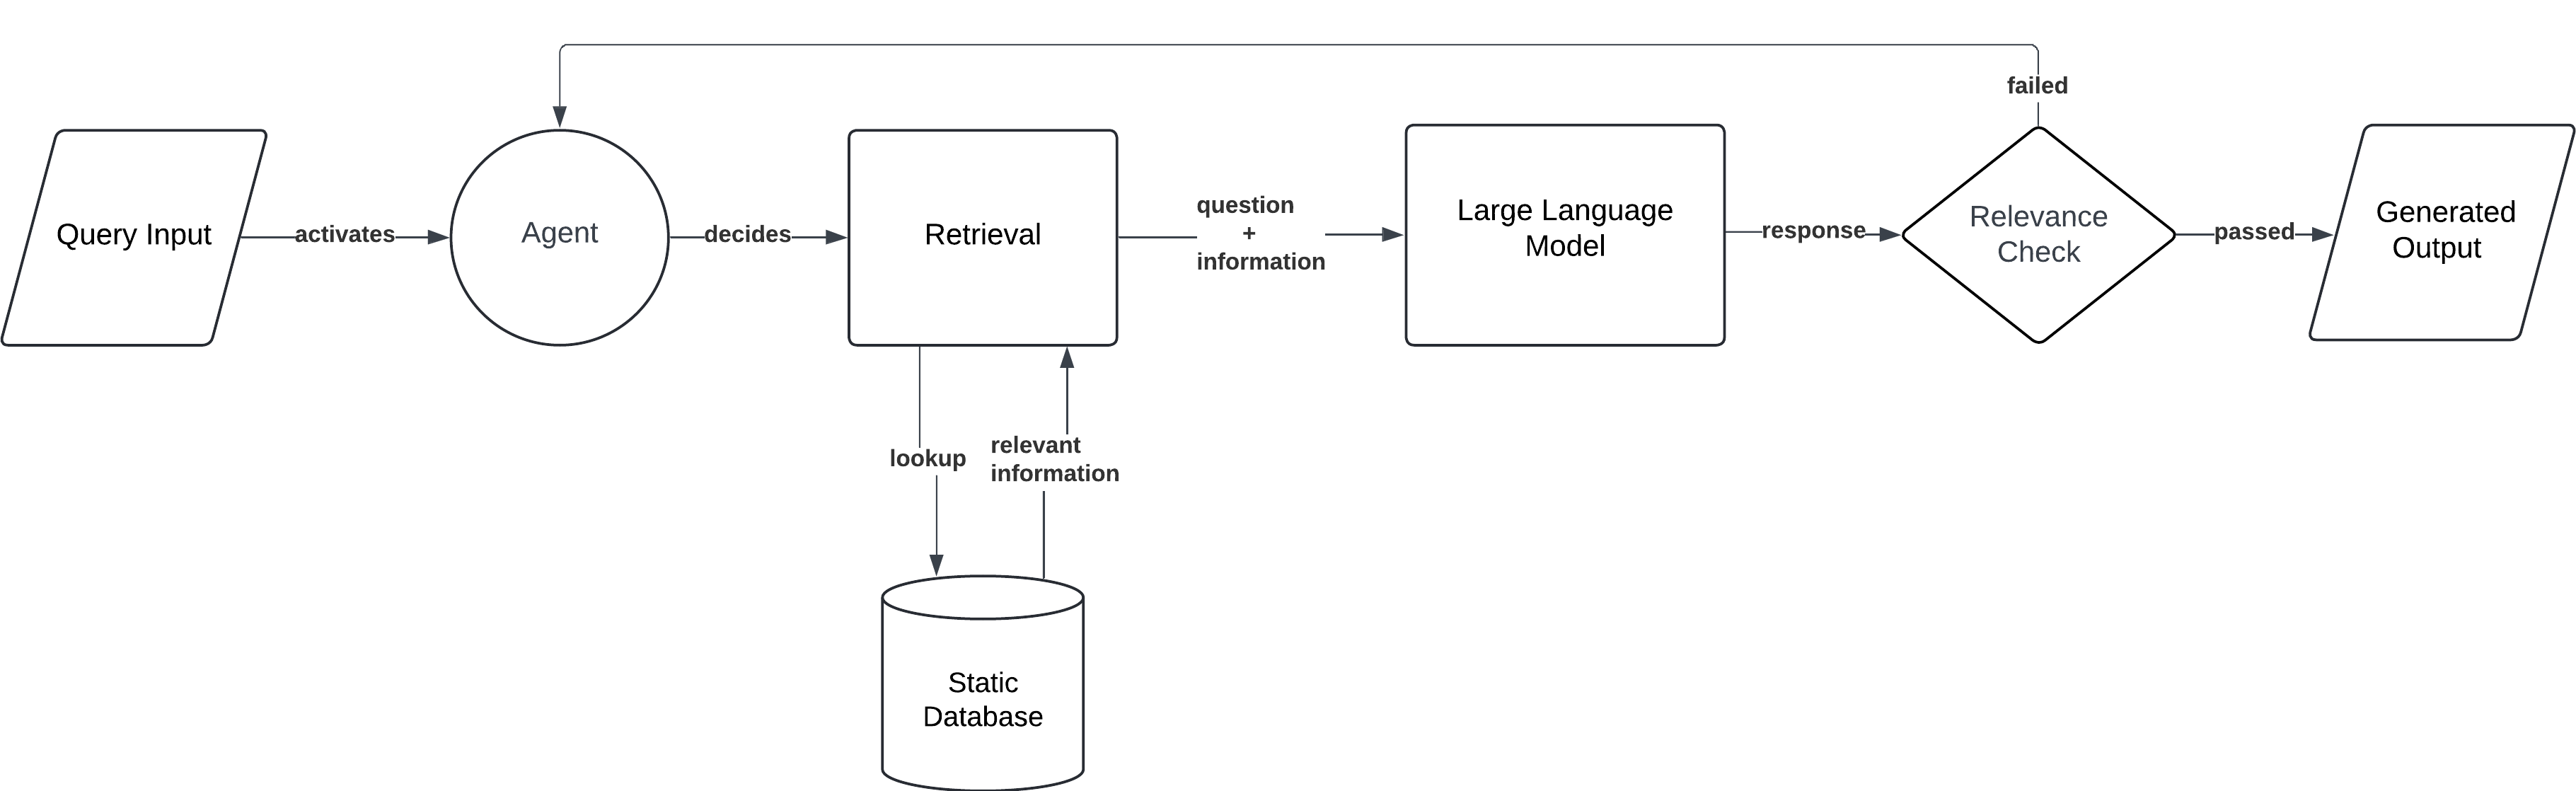 failed
Query Input
activates
Agent
decides
Retrieval
question
+
information
Large Language
Model
response
Relevance
Check
passed
Generated
Output
lookup
relevant
information
Static
Database